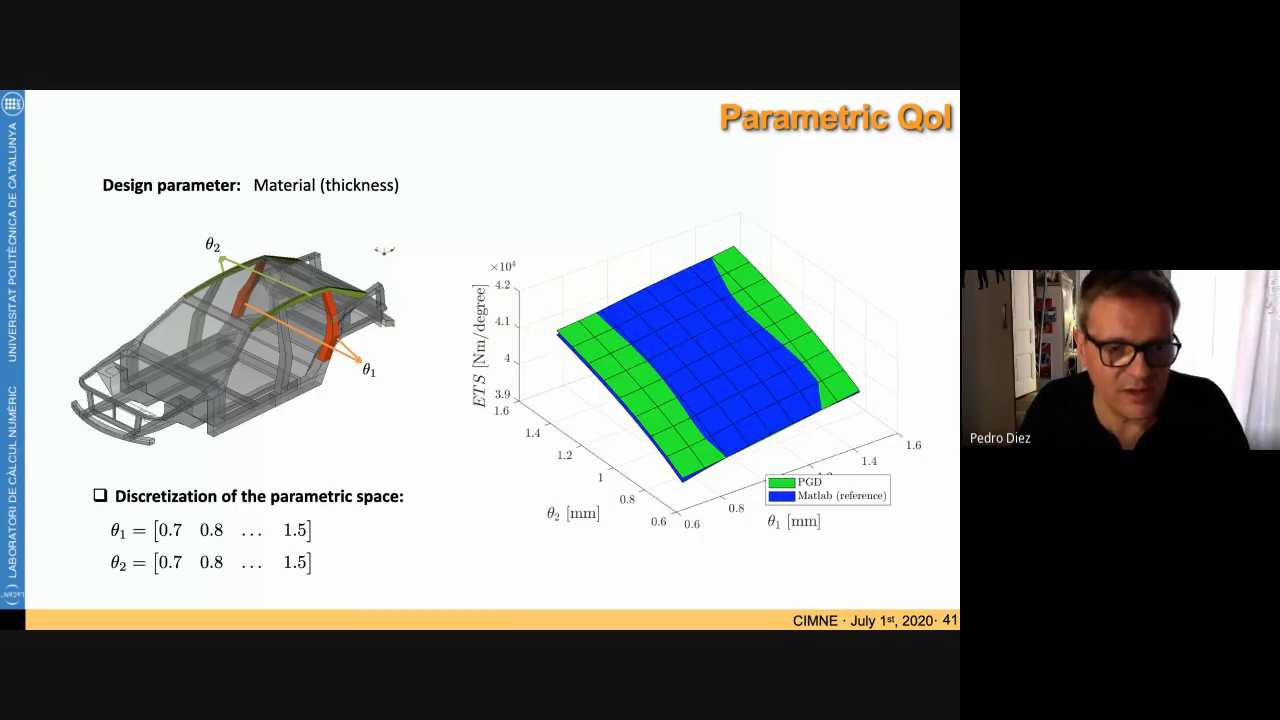 Parametric QoI
Design parameter: Material (thickness)
θ2
θ1
×10⁴
4.2
4.1
4
3.9
ETS [Nm/degree]
1.6
1.4
1.2
1
0.8
0.6
θ2 [mm]
0.6
0.8
1.4
1.6
θ1 [mm]
PGD
Matlab (reference)
❑ Discretization of the parametric space:
θ1 = [0.7 0.8 ... 1.5]
θ2 = [0.7 0.8 ... 1.5]
LABORATORI DE CÀLCUL NUMÈRIC UNIVERSITAT POLITÈCNICA DE CATALUNYA
CIMNE · July 1st, 2020· 41
Pedro Diez